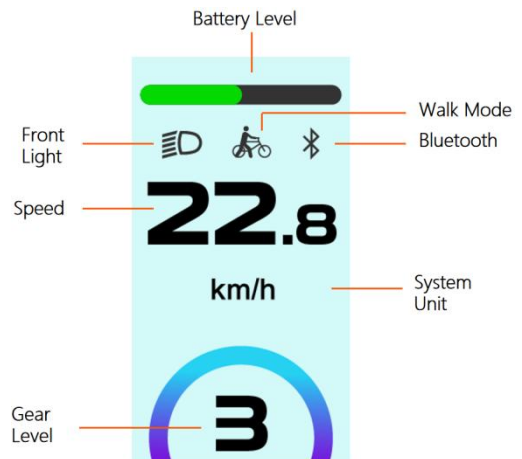 Battery Level
Walk Mode
Front
Light
Bluetooth
Speed
22.8
km/h
System
Unit
Gear
Level
3